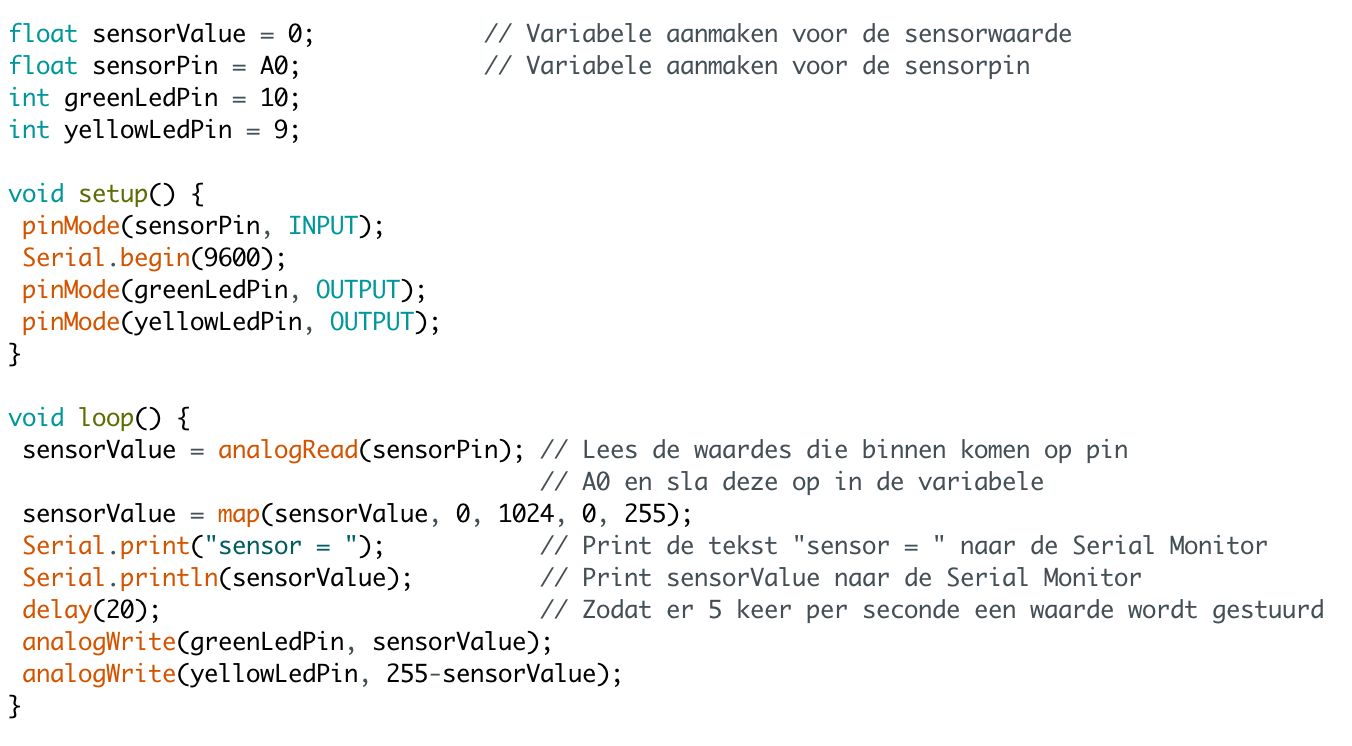 float sensorValue = 0;            // Variabele aanmaken voor de sensorwaarde
float sensorPin = A0;             // Variabele aanmaken voor de sensorpin
int greenLedPin = 10;
int yellowLedPin = 9;

void setup() {
 pinMode(sensorPin, INPUT);
 Serial.begin(9600);
 pinMode(greenLedPin, OUTPUT);
 pinMode(yellowLedPin, OUTPUT);
}

void loop() {
 sensorValue = analogRead(sensorPin); // Lees de waardes die binnen komen op pin
                                      // A0 en sla deze op in de variabele
 sensorValue = map(sensorValue, 0, 1024, 0, 255);
 Serial.print("sensor = ");           // Print de tekst "sensor = " naar de Serial Monitor
 Serial.println(sensorValue);         // Print sensorValue naar de Serial Monitor
 delay(20);                           // Zodat er 5 keer per seconde een waarde wordt gestuurd
 analogWrite(greenLedPin, sensorValue);
 analogWrite(yellowLedPin, 255-sensorValue);
}